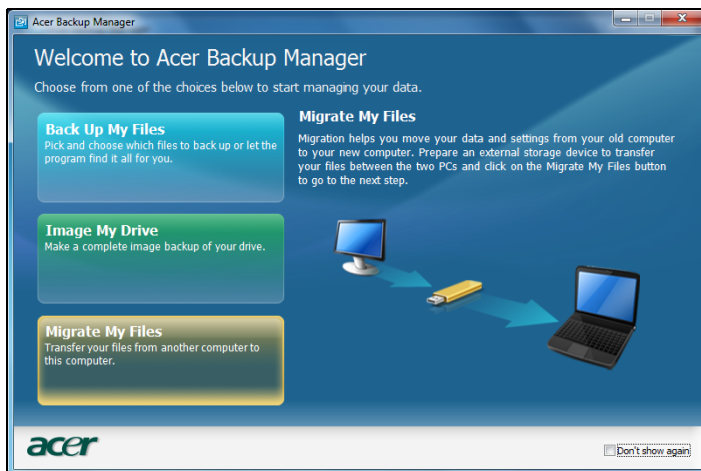 Acer Backup Manager
Welcome to Acer Backup Manager
Choose from one of the choices below to start managing your data.
Back Up My Files
Pick and choose which files to back up or let the
program find it all for you.
Image My Drive
Make a complete image backup of your drive.
Migrate My Files
Transfer your files from another computer to
this computer.
Migrate My Files
Migration helps you move your data and settings from your old computer
to your new computer. Prepare an external storage device to transfer
your files between the two PCs and click on the Migrate My Files button
to go to the next step.
acer
Don't show again